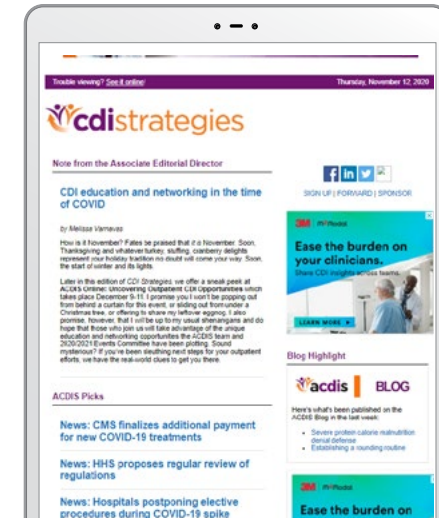 Trouble viewing? See it online!
Thursday, November 12, 2020
cdistrategies
Note from the Associate Editorial Director
CDI education and networking in the time
of COVID
by Melissa Varnavas
How is it November? Fates be praised that it is November. Soon,
Thanksgiving and whatever turkey, stuffing, cranberry delights
represent your holiday tradition no doubt will come your way. Soon,
the start of winter and its lights.
Later in this edition of CDI Strategies, we offer a sneak peek at
ACDIS Online: Uncovering Outpatient CDI Opportunities which
takes place December 9-11. I promise you I won't be popping out
from behind a curtain for this event, or sliding out from under a
Christmas tree, or offering to share my leftover eggnog. I also
promise, however, that I will be up to my usual shenanigans and do
hope that those who join us will take advantage of the unique
education and networking opportunities the ACDIS team and
2020/2021 Events Committee have been plotting. Sound
mysterious? If you've been sleuthing next steps for your outpatient
efforts, we have the real-world clues to get you there.
ACDIS Picks
News: CMS finalizes additional payment
for new COVID-19 treatments
News: HHS proposes regular review of
regulations
News: Hospitals postponing elective
procedures during COVID-19 spike
f in
SIGN UP | FORWARD | SPONSOR
3M
Ease the burden on
your clinicians.
Share CDI insights across teams.
LEARN MORE
Blog Highlight
acdis BLOG
Here's what's been published on the
ACDIS Blog in the last week:
Severe protein calorie malnutrition
denial defense
Establishing a rounding routine
3M
Ease the burden on